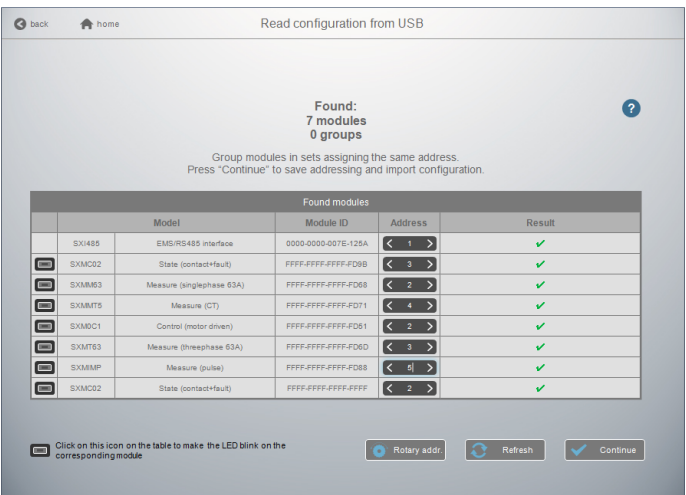 back
home
Read configuration from USB
Found:
7 modules
0 groups
?
Group modules in sets assigning the same address.
Press "Continue" to save addressing and import configuration.
Found modules
Model Module ID Address Result
SXI485 EMS/RS485 interface 0000-0000-007E-125A 1
SXMC02 State (contact+fault) FFFF-FFFF-FFFF-FD9B 3
SXMM63 Measure (singlephase 63A) FFFF-FFFF-FFFF-FD68 2
SXMMT5 Measure (CT) FFFF-FFFF-FFFF-FD71 4
SXM0C1 Control (motor driven) FFFF-FFFF-FFFF-FD51 2
SXMT63 Measure (threephase 63A) FFFF-FFFF-FFFF-FD6D 3
SXMIMP Measure (pulse) FFFF-FFFF-FFFF-FD88 5
SXMC02 State (contact+fault) FFFF-FFFF-FFFF-FFFF 2
Click on this icon on the table to make the LED blink on the
corresponding module
Rotary addr.
Refresh
Continue